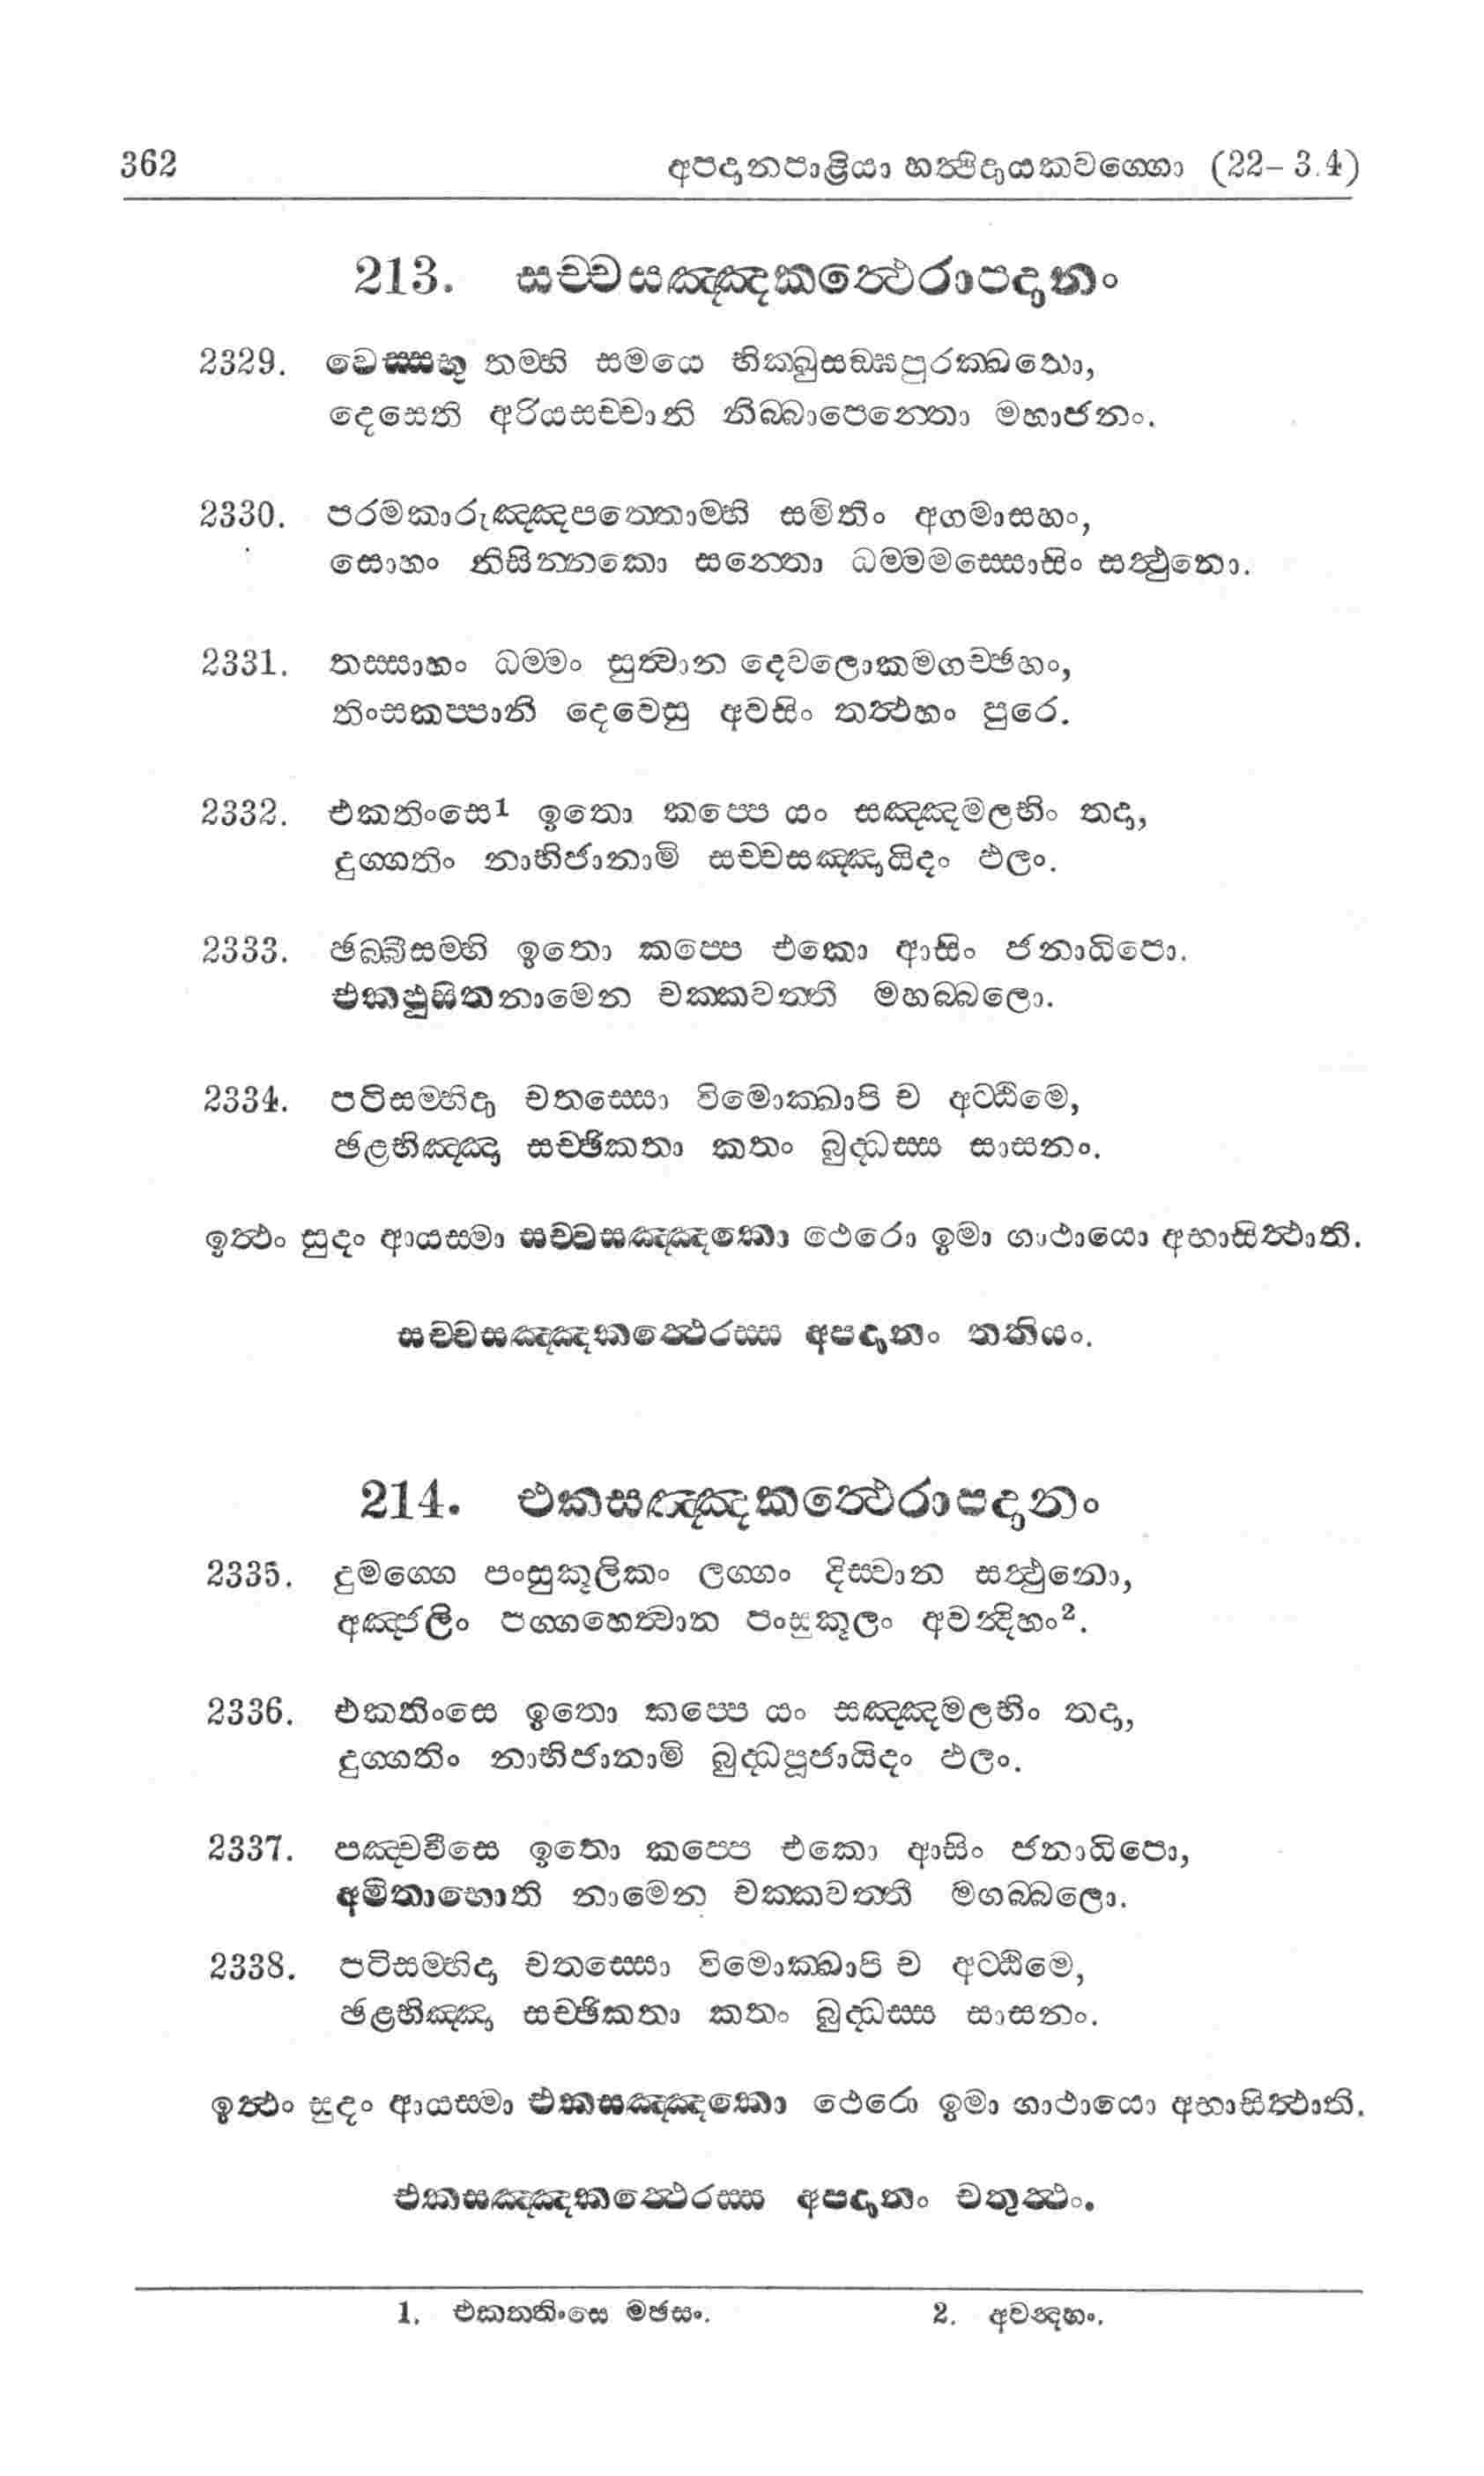 362 අපදානපාළියා හත්ථිදායකවග්ගො (22– 3.4)
213. සච්චසඤ්ඤකත්ථෙරාපදානං
2329. වෙස්සභූ තම්හි සමයෙ භික්ඛුසඞ්ඝපුරක්ඛතො,
දෙසෙති අරියසච්චානි නිබ්බාපෙන්තො මහාජනං.
2330. පරමකාරුඤ්ඤපත්තොම්හි සමිතිං අගමාසහං,
සොහං නිසින්නකො සන්තො ධම්මමස්සොසිං සත්ථුනො.
2331. තස්සාහං ධම්මං සුත්වාන දෙවලොකමගච්ඡහං,
තිංසකප්පානි දෙවෙසු අවසිං තත්ථහං පුරෙ.
2332. එකතිංසෙ¹ ඉතො කප්පෙ යං සඤ්ඤමලභිං තදා,
දුග්ගතිං නාභිජානාමි සච්චසඤ්ඤායිදං ඵලං.
2333. ඡබ්බීසම්හි ඉතො කප්පෙ එකො ආසිං ජනාධිපො.
එකඵුසිතනාමෙන චක්කවත්තී මහබ්බලො.
2334. පටිසම්භිදා චතස්සො විමොක්ඛාපි ච අට්ඨිමෙ,
ඡළභිඤ්ඤා සච්ඡිකතා කතං බුද්ධස්ස සාසනං.
ඉත්ථං සුදං ආයස්මා සච්චසඤ්ඤකො ථෙරො ඉමා ගාථායො අභාසිත්ථාති.
සච්චසඤ්ඤකත්ථෙරස්ස අපදානං තතියං.
214. එකසඤ්ඤකත්ථෙරාපදානං
2335. දුමග්ගෙ පංසුකූලිකං ලග්ගං දිස්වාන සත්ථුනො,
අඤ්ජලිං පග්ගහෙත්වාන පංසුකූලං අවන්දිහං².
2336. එකතිංසෙ ඉතො කප්පෙ යං සඤ්ඤමලභිං තදා,
දුග්ගතිං නාභිජානාමි බුද්ධපූජායිදං ඵලං.
2337. පඤ්චවීසෙ ඉතො කප්පෙ එකො ආසිං ජනාධිපො,
අමිතාභොති නාමෙන චක්කවත්තී මගබ්බලො.
2338. පටිසම්භිදා චතස්සො විමොක්ඛාපි ච අට්ඨිමෙ,
ඡළභිඤ්ඤා සච්ඡිකතා කතං බුද්ධස්ස සාසනං.
ඉත්ථං සුදං ආයස්මා එකසඤ්ඤකො ථෙරො ඉමා ගාථායො අභාසිත්ථාති.
එකසඤ්ඤකත්ථෙරස්ස අපදානං චතුත්ථං.
1. එකත්තතිංසෙ මඡසං. 2. අවන්දහං.